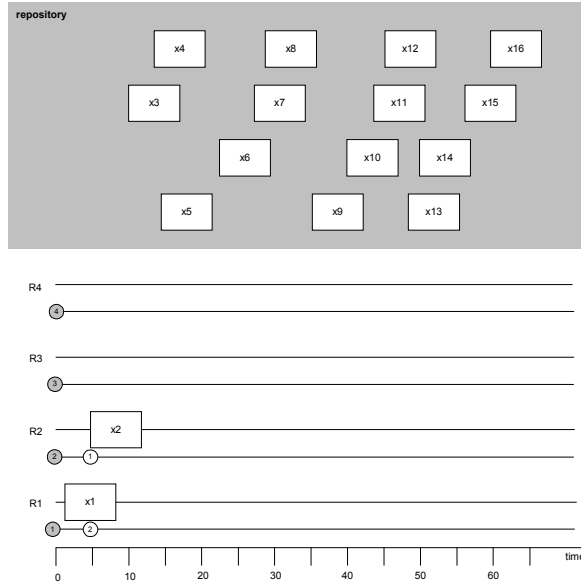 repository
x4 x8 x12 x16
x3 x7 x11 x15
x6 x10 x14
x5 x9 x13
R4
4
R3
3
R2 x2
2 1
R1 x1
1 2
time
0 10 20 30 40 50 60